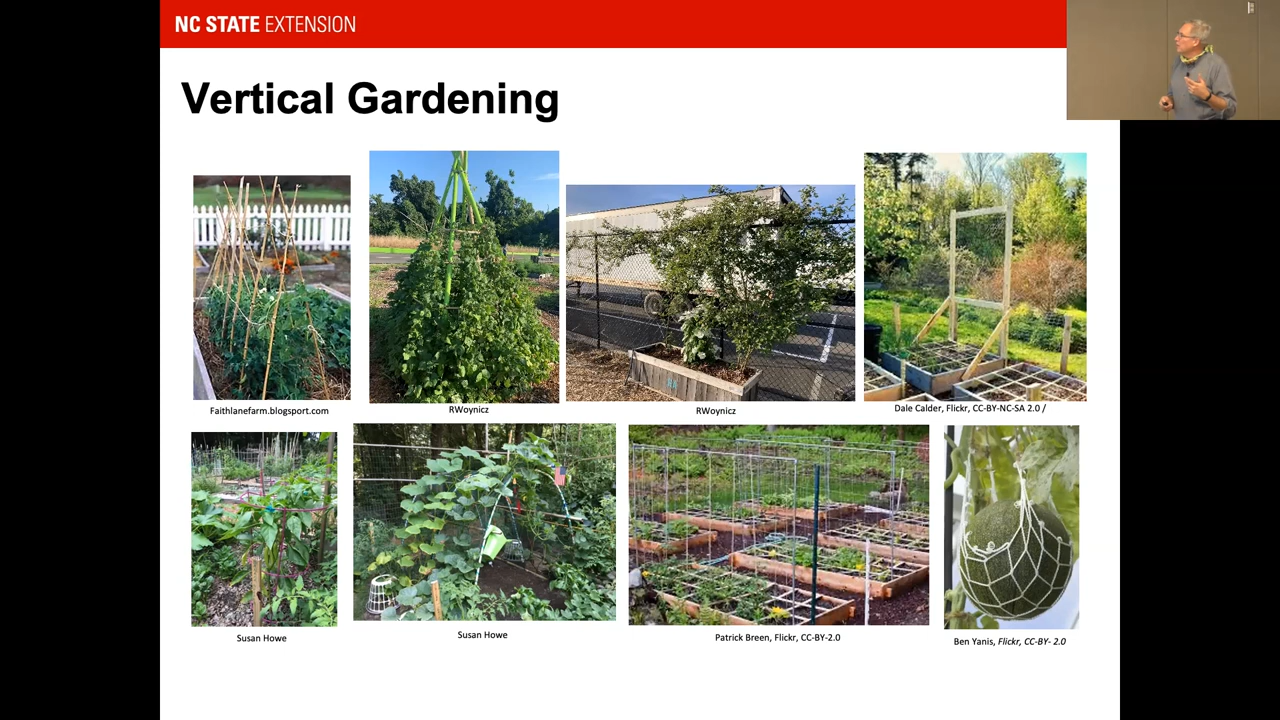 NC STATE EXTENSION
Vertical Gardening
Faithlanefarm.blogsport.com
RWoynicz
RWoynicz
Dale Calder, Flickr, CC-BY-NC-SA 2.0 /
Susan Howe
Susan Howe
Patrick Breen, Flickr, CC-BY-2.0
Ben Yanis, Flickr, CC-BY- 2.0